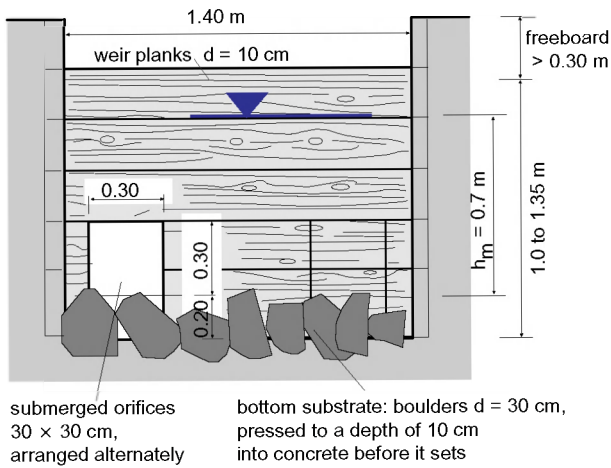 1.40 m
freeboard
> 0.30 m
weir planks d = 10 cm
0.30
0.30
0.20
hm = 0.7 m
1.0 to 1.35 m
submerged orifices
30 × 30 cm,
arranged alternately
bottom substrate: boulders d = 30 cm,
pressed to a depth of 10 cm
into concrete before it sets